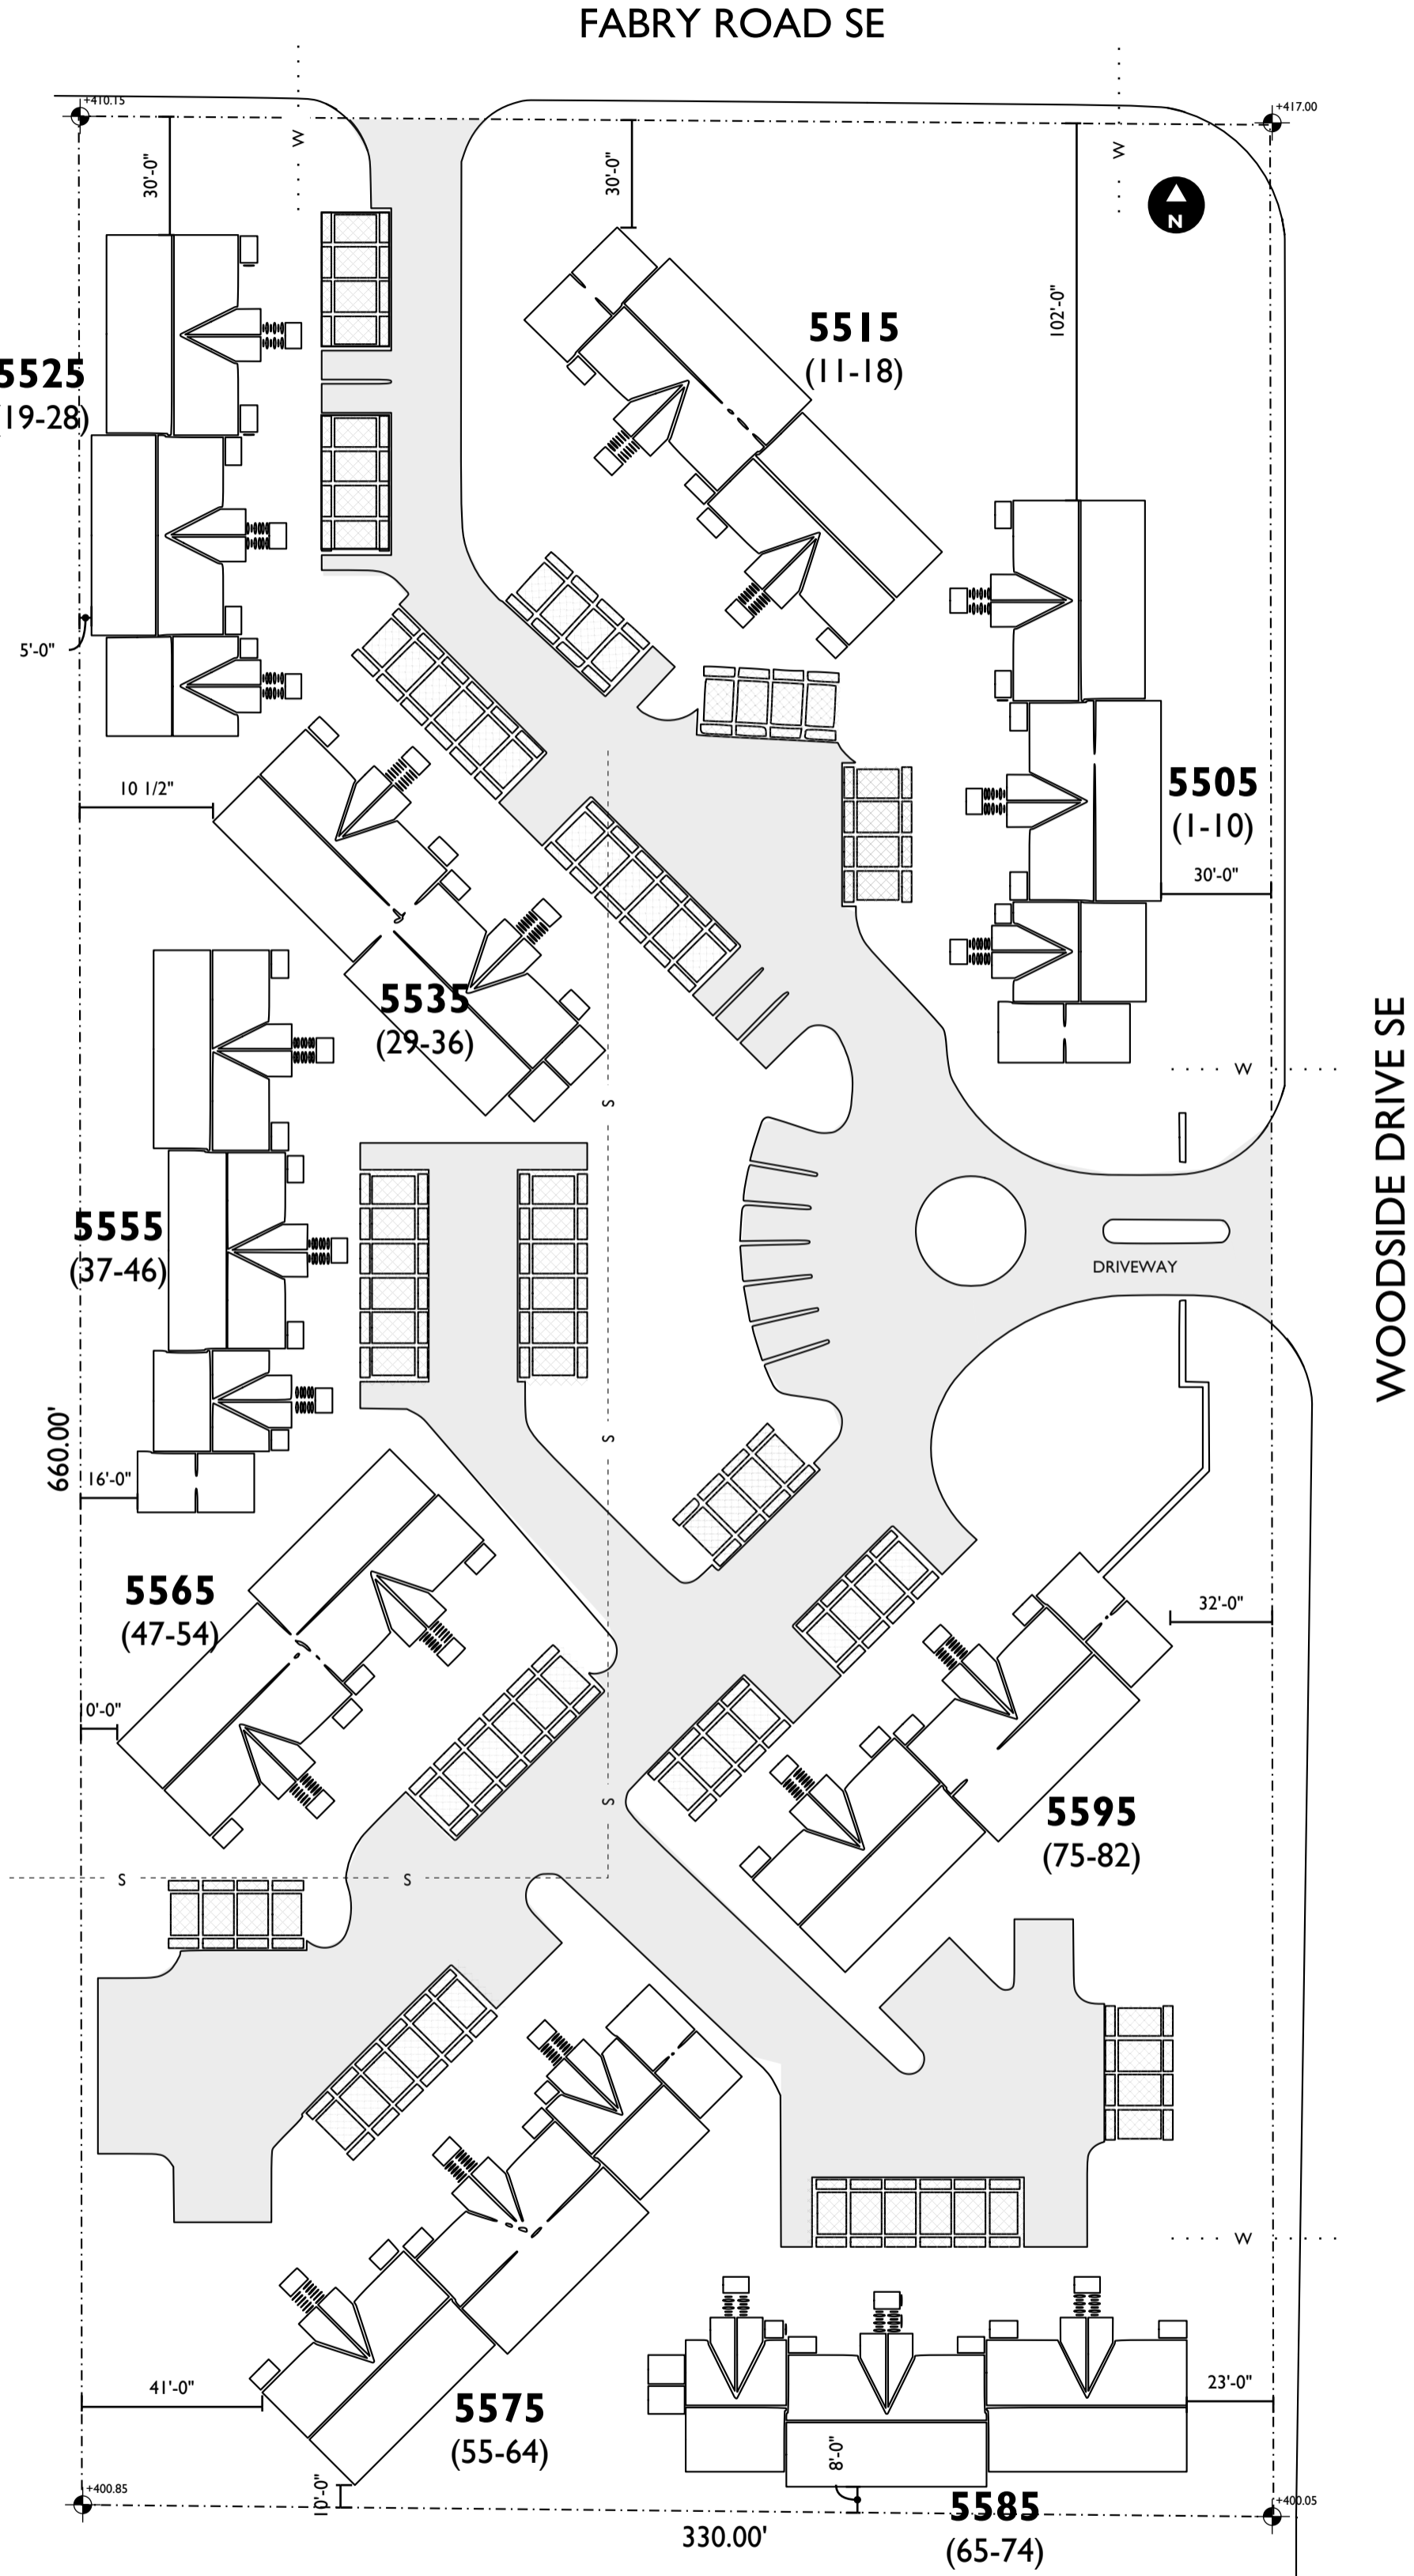 FABRY ROAD SE
+410.15
+417.00
W
W
30'-0"
30'-0"
N
102'-0"
5515
(11-18)
5525
19-28)
5'-0"
10 1/2"
5505
(1-10)
30'-0"
5535
(29-36)
W
S
WOODSIDE DRIVE SE
5555
(37-46)
DRIVEWAY
660.00'
16'-0"
S
5565
(47-54)
32'-0"
0'-0"
S
5595
(75-82)
S
S
W
41'-0"
23'-0"
5575
(55-64)
8'-0"
10'-0"
+400.85
+400.05
5585
(65-74)
330.00'